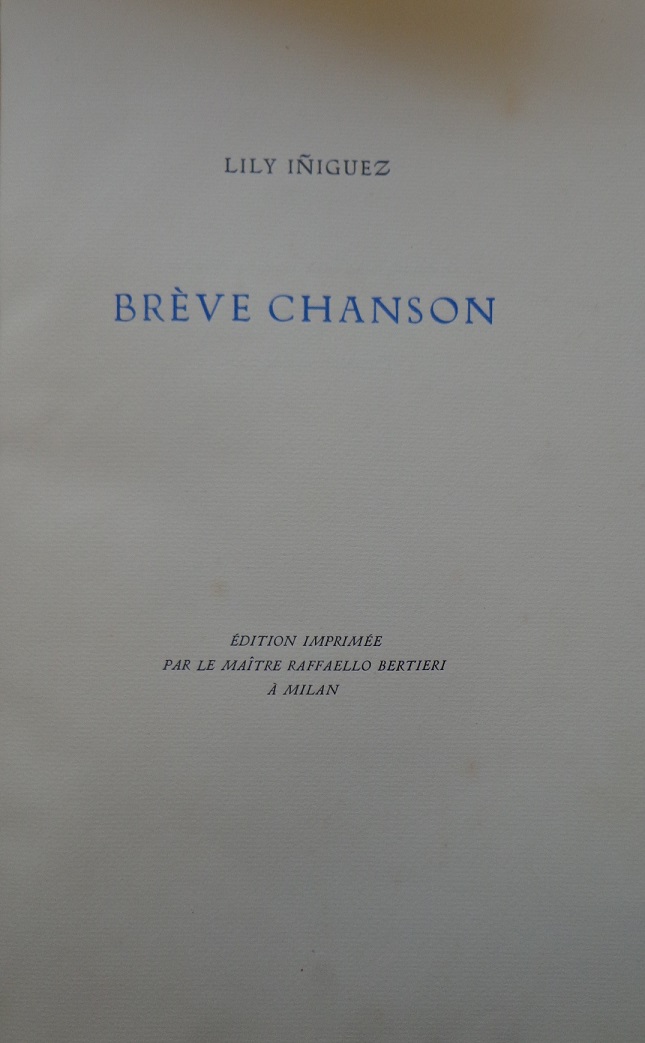 LILY IÑIGUEZ
BRÈVE CHANSON
ÉDITION IMPRIMÉE
PAR LE MAÎTRE RAFFAELLO BERTIERI
À MILAN